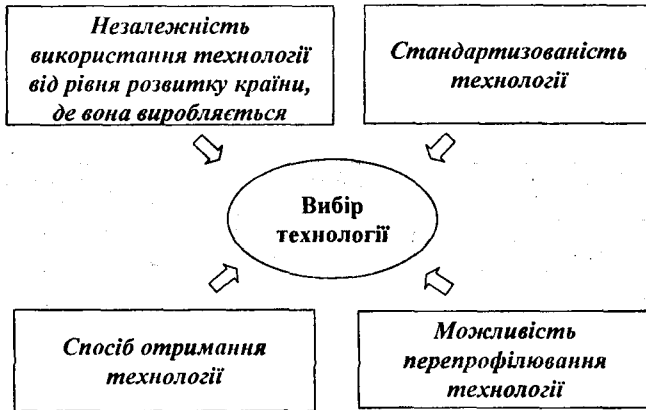 Незалежність
використання технології
від рівня розвитку країни,
де вона виробляється
Стандартизованість
технології
Вибір
технології
Спосіб отримання
технології
Можливість
перепрофілювання
технології